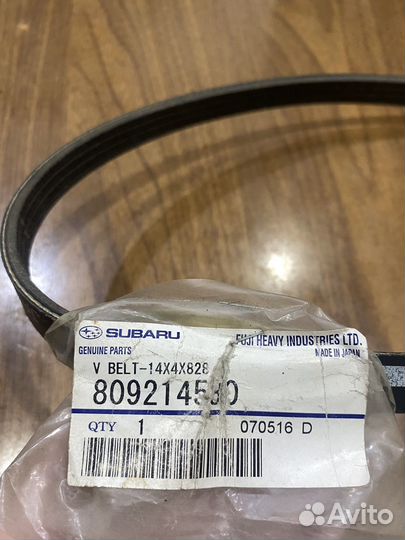 SUBARU
FUJI HEAVY INDUSTRIES LTD.
GENUINE PARTS
MADE IN JAPAN
V BELT-14X4X828
QTY 1
070516 D
Avito